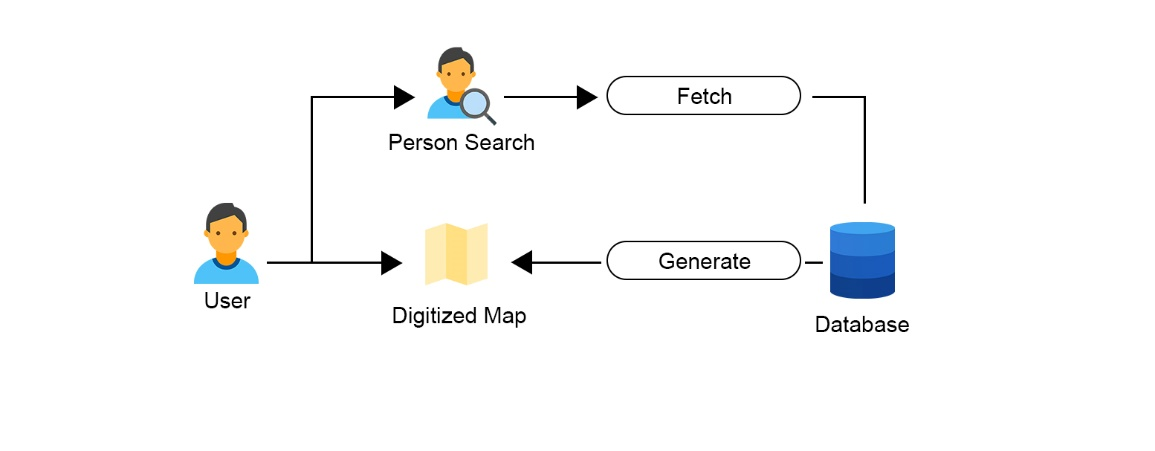 Fetch
Person Search
Generate
User
Digitized Map
Database